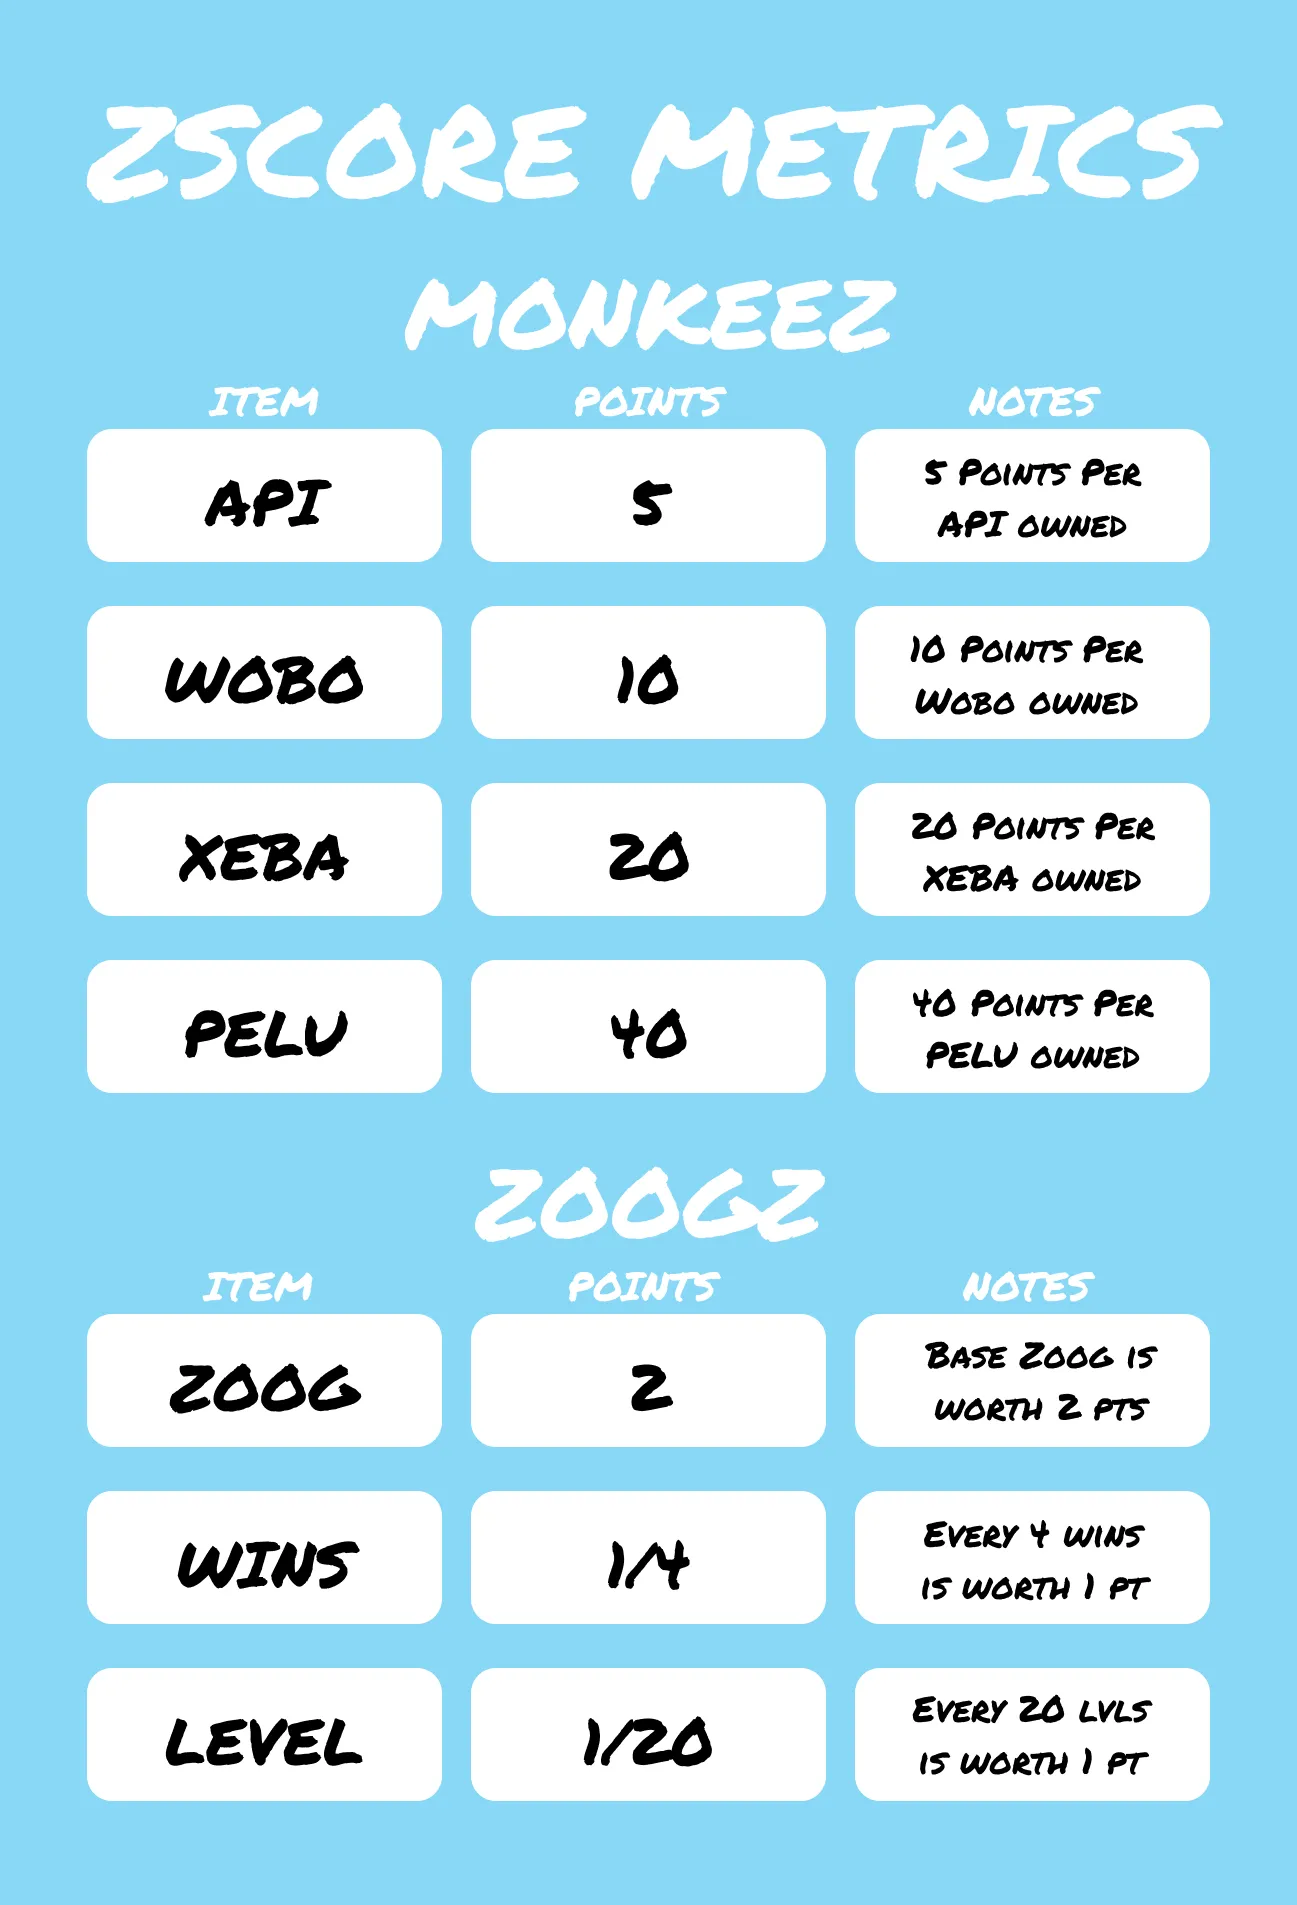 ZSCORE METRICS
MONKEEZ
ITEM POINTS NOTES
API 5 5 Points Per
API owned
WOBO 10 10 Points Per
Wobo owned
XEBA 20 20 Points Per
XEBA owned
PELU 40 40 Points Per
PELU owned
ZOOGZ
ITEM POINTS NOTES
ZOOG 2 Base Zoog is
worth 2 pts
WINS 1/4 Every 4 wins
is worth 1 pt
LEVEL 1/20 Every 20 lvls
is worth 1 pt